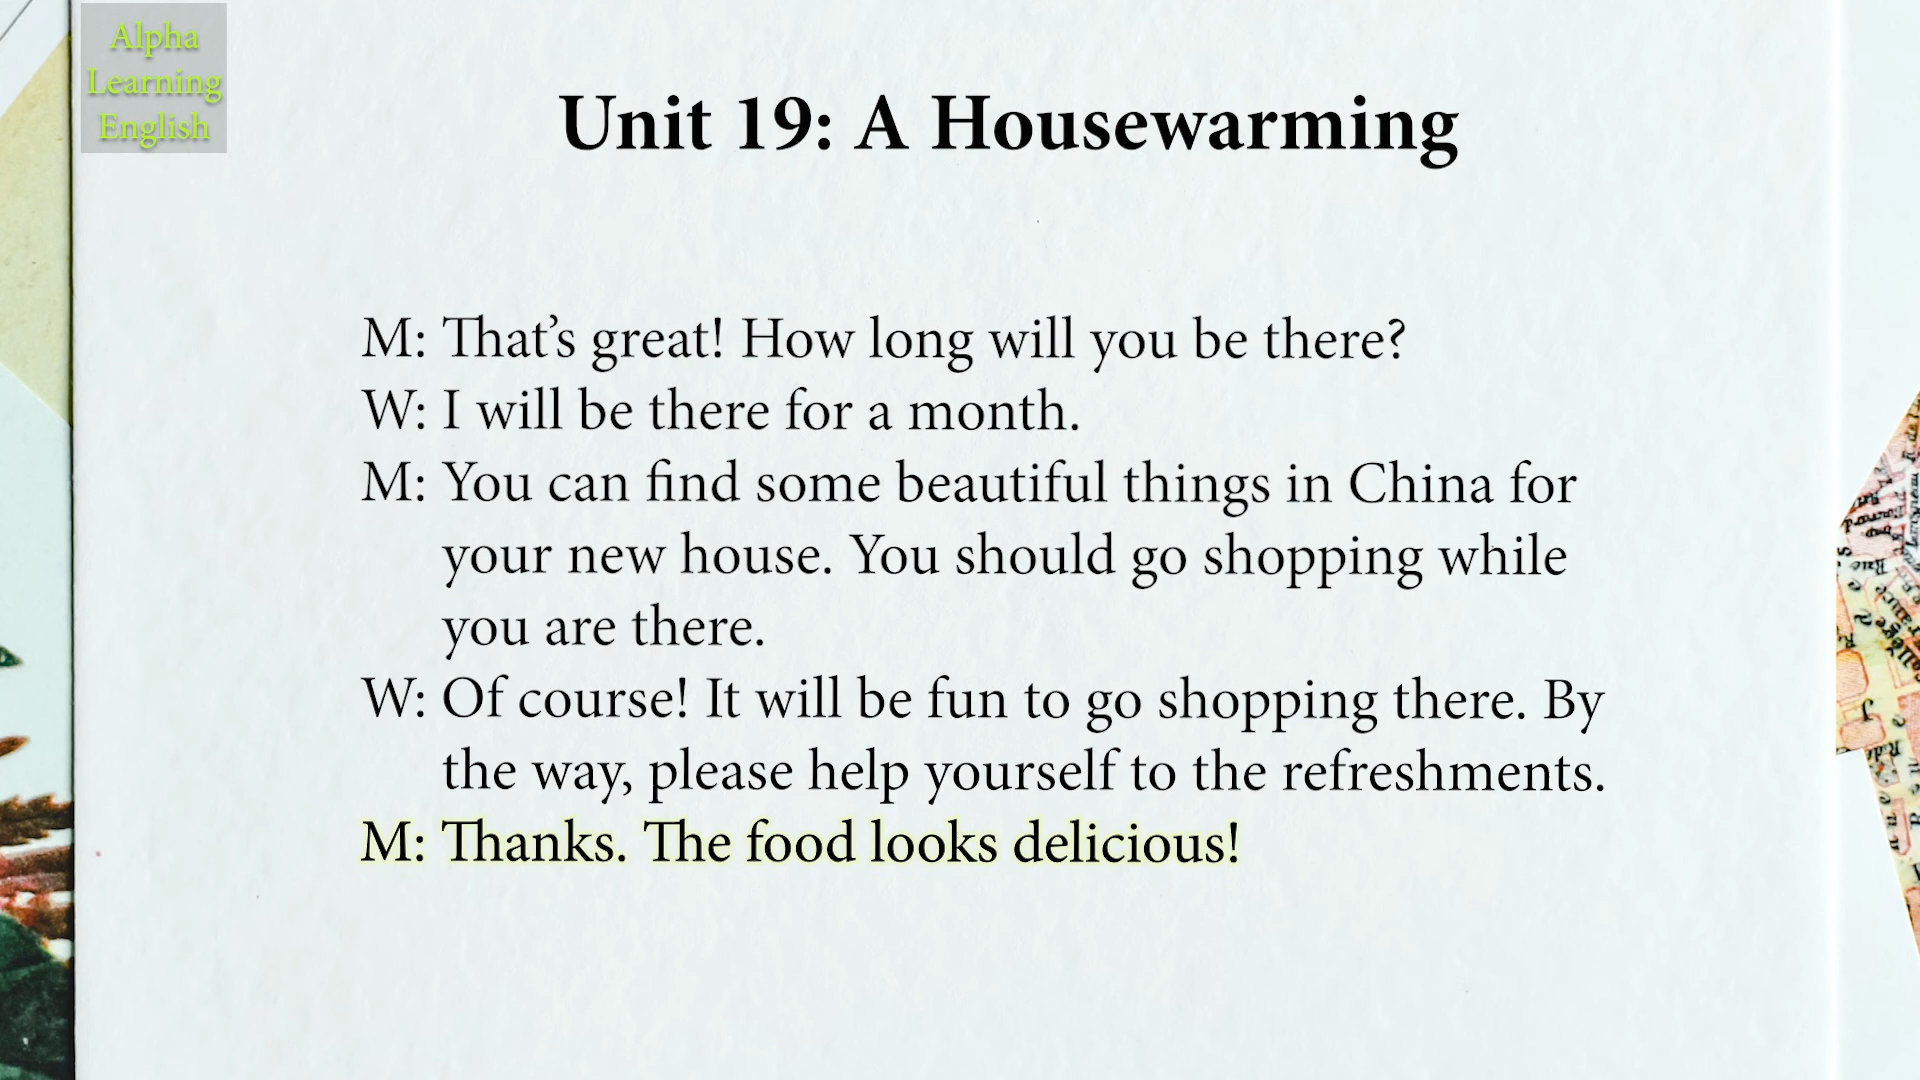 Alpha
Learning
English
Unit 19: A Housewarming
M: That's great! How long will you be there?
W: I will be there for a month.
M: You can find some beautiful things in China for
your new house. You should go shopping while
you are there.
W: Of course! It will be fun to go shopping there. By
the way, please help yourself to the refreshments.
M: Thanks. The food looks delicious!